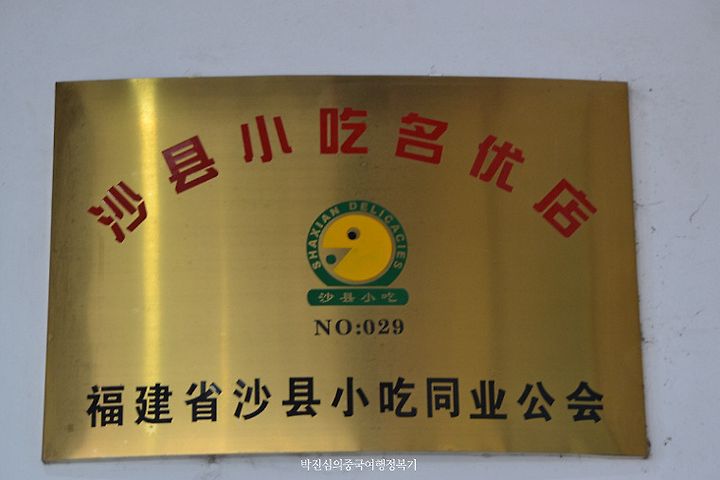 沙县小吃名优店
SHAXIAN DELICACIES
沙县小吃
NO:029
福建省沙县小吃同业公会
박진심의중국여행정복기